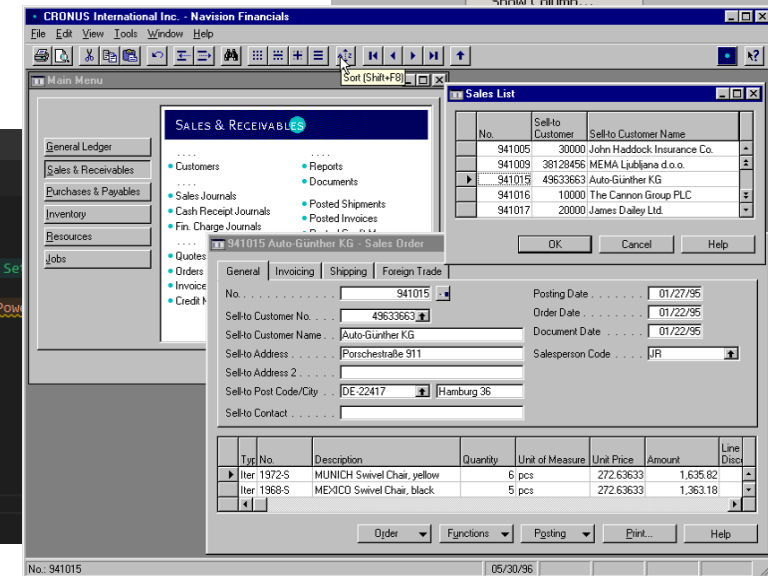 Show Column...
CRONUS International Inc. - Navision Financials
File Edit View Tools Window Help
Sort (Shift+F8)
Main Menu
General Ledger
Sales & Receivables
Purchases & Payables
Inventory
Resources
Jobs
SALES & RECEIVABLES
. . . .
Customers
. . . .
Sales Journals
Cash Receipt Journals
Fin. Charge Journals
. . . .
Quotes
Orders
Invoice
Credit
. . . .
Reports
Documents
Posted Shipments
Posted Invoices
Sales List
No. Sell-to Customer Sell-to Customer Name
941005 30000 John Haddock Insurance Co.
941009 38128456 MEMA Ljubljana d.o.o.
941015 49633663 Auto-Günther KG
941016 10000 The Cannon Group PLC
941017 20000 James Dailey Ltd.
OK Cancel Help
941015 Auto-Günther KG - Sales Order
General Invoicing Shipping Foreign Trade
No. . . . . . . . . . . . . . 941015
Sell-to Customer No. . . . . 49633663
Sell-to Customer Name . . Auto-Günther KG
Sell-to Address . . . . . . . Porschestraße 911
Sell-to Address 2 . . . . . .
Sell-to Post Code/City . . DE-22417 Hamburg 36
Sell-to Contact . . . . . . .
Posting Date . . . . . . . 01/27/95
Order Date . . . . . . . . 01/22/95
Document Date . . . . . 01/22/95
Salesperson Code . . . . JR
Typ No. Description Quantity Unit of Measure Unit Price Amount Line Disc
Iter 1972-S MUNICH Swivel Chair, yellow 6 pcs 272.63633 1,635.82
Iter 1968-S MEXICO Swivel Chair, black 5 pcs 272.63633 1,363.18
Order Functions Posting Print... Help
No.: 941015 05/30/96
Set
Pow